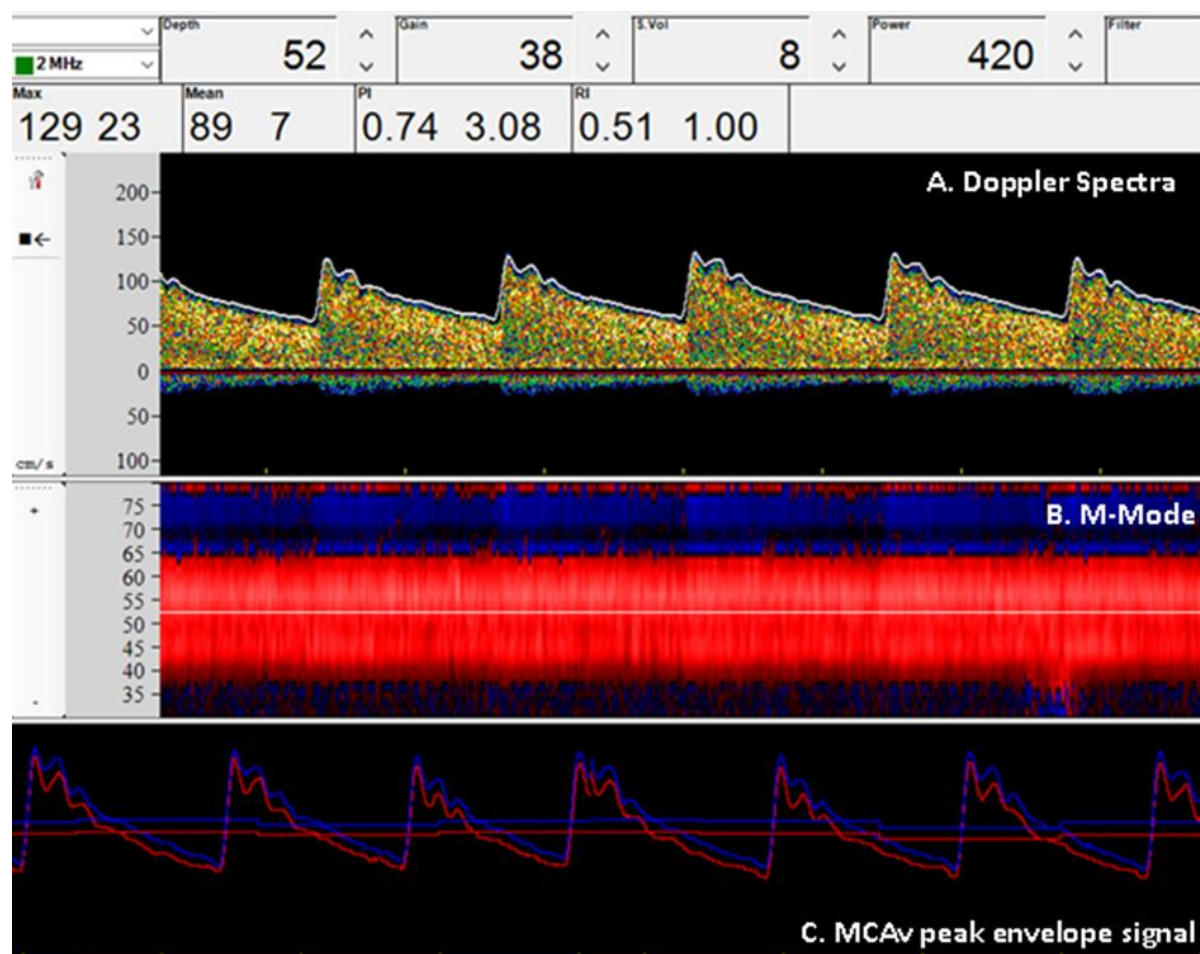 Depth Gain S.Vol Power Filter
2 MHz 52 38 8 420
Max Mean PI RI
129 23 89 7 0.74 3.08 0.51 1.00
A. Doppler Spectra
200
150
100
50
0
50
100
cm/s
B. M-Mode
+
75
70
65
60
55
50
45
40
35
-
C. MCAv peak envelope signal